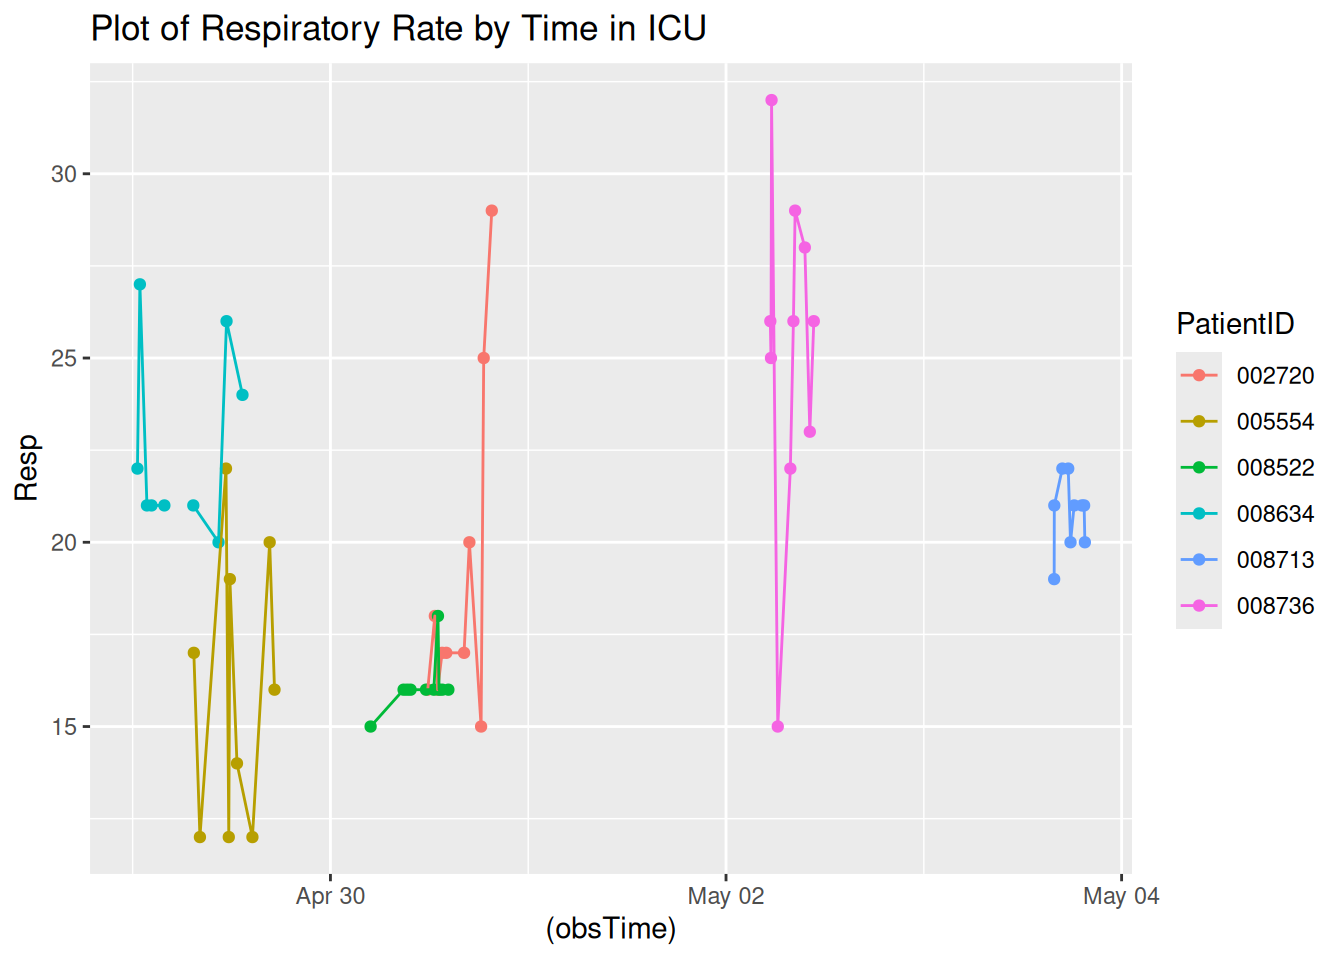 Plot of Respiratory Rate by Time in ICU
Resp
30
25
20
15
Apr 30
May 02
May 04
(obsTime)
PatientID
002720
005554
008522
008634
008713
008736